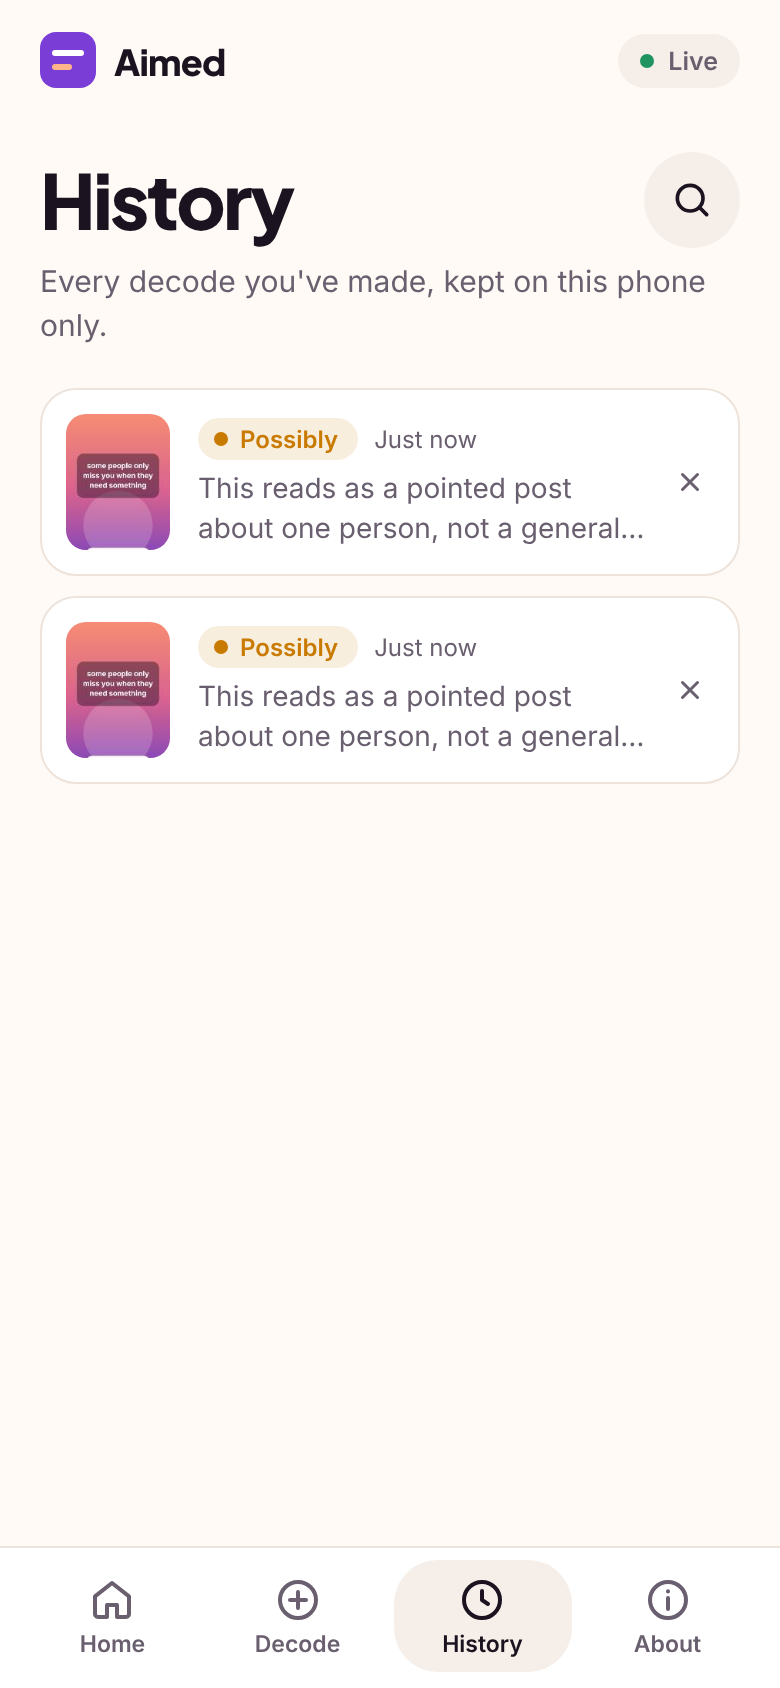 Aimed
Live
History
Every decode you've made, kept on this phone
only.
some people only
miss you when they
need something
Possibly Just now
This reads as a pointed post
about one person, not a general...
some people only
miss you when they
need something
Possibly Just now
This reads as a pointed post
about one person, not a general...
Home Decode History About